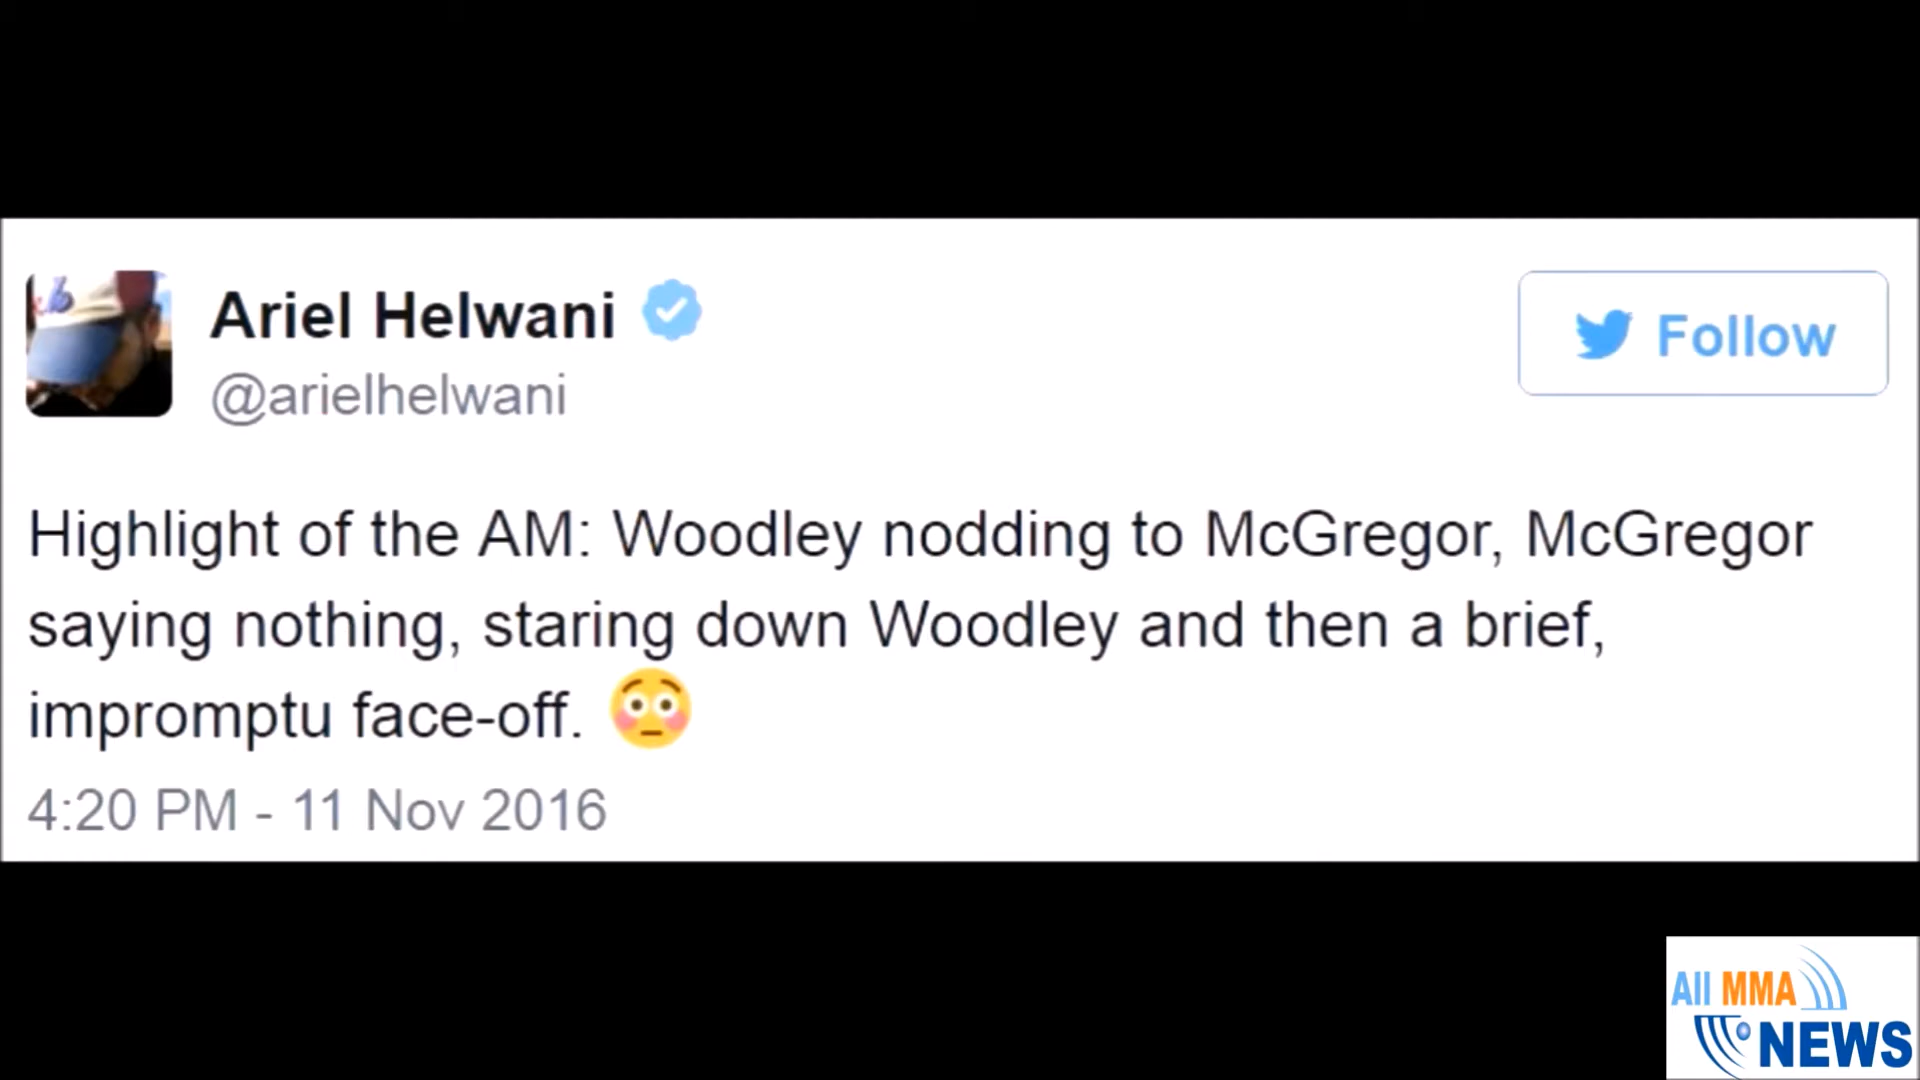 Ariel Helwani
@arielhelwani
Follow
Highlight of the AM: Woodley nodding to McGregor, McGregor
saying nothing, staring down Woodley and then a brief,
impromptu face-off. 😳
4:20 PM - 11 Nov 2016
All MMA
NEWS